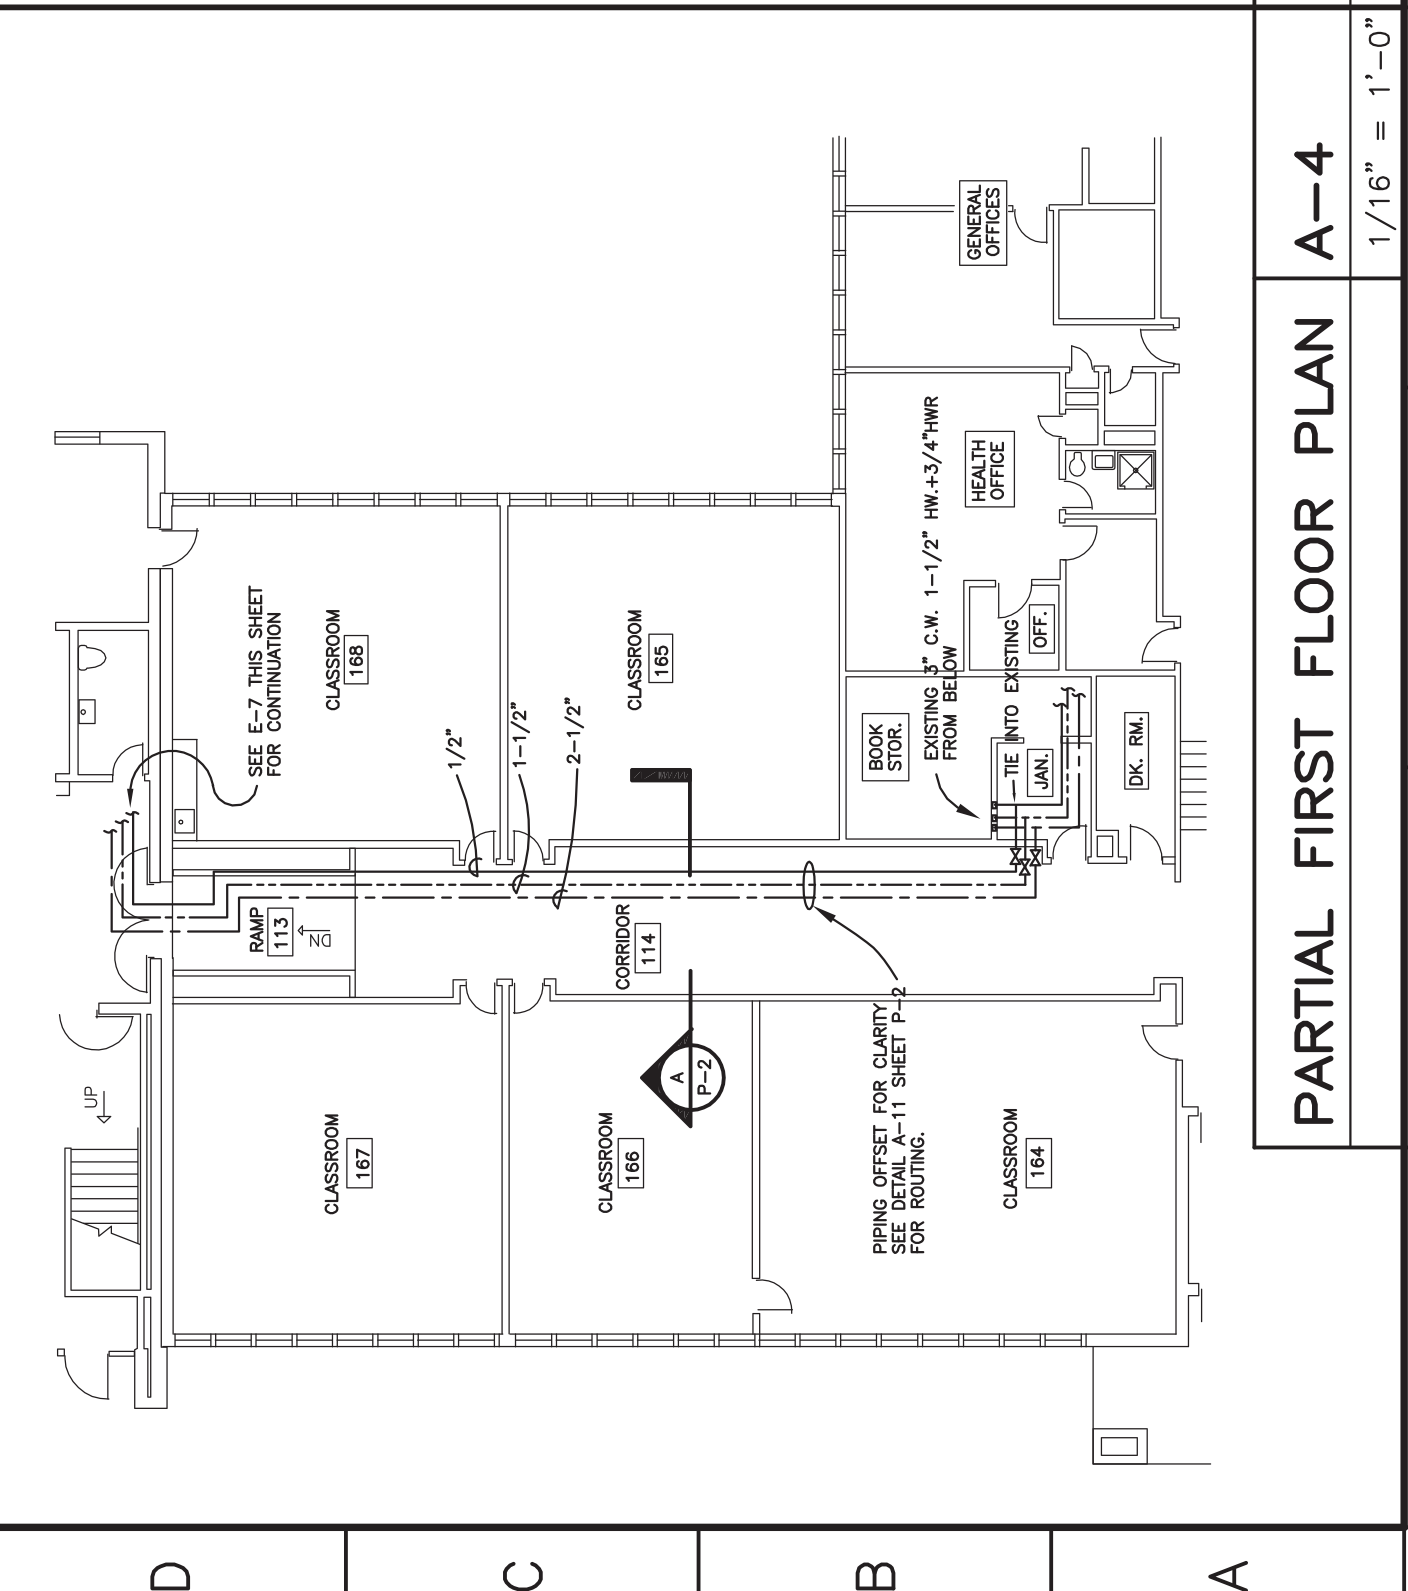 SEE E-7 THIS SHEET
FOR CONTINUATION
CLASSROOM
168
CLASSROOM
165
1/2"
1-1/2"
2-1/2"
RAMP
113
DN
CORRIDOR
114
UP
CLASSROOM
167
CLASSROOM
166
A
P-2
CLASSROOM
164
PIPING OFFSET FOR CLARITY
SEE DETAIL A-11 SHEET P-2
FOR ROUTING.
GENERAL
OFFICES
HEALTH
OFFICE
EXISTING 3" C.W. 1-1/2" HW.+3/4"HWR
FROM BELOW
TIE INTO EXISTING
OFF.
BOOK
STOR.
JAN.
DK. RM.
PARTIAL FIRST FLOOR PLAN
A-4
1/16" = 1'-0"
D
C
B
A